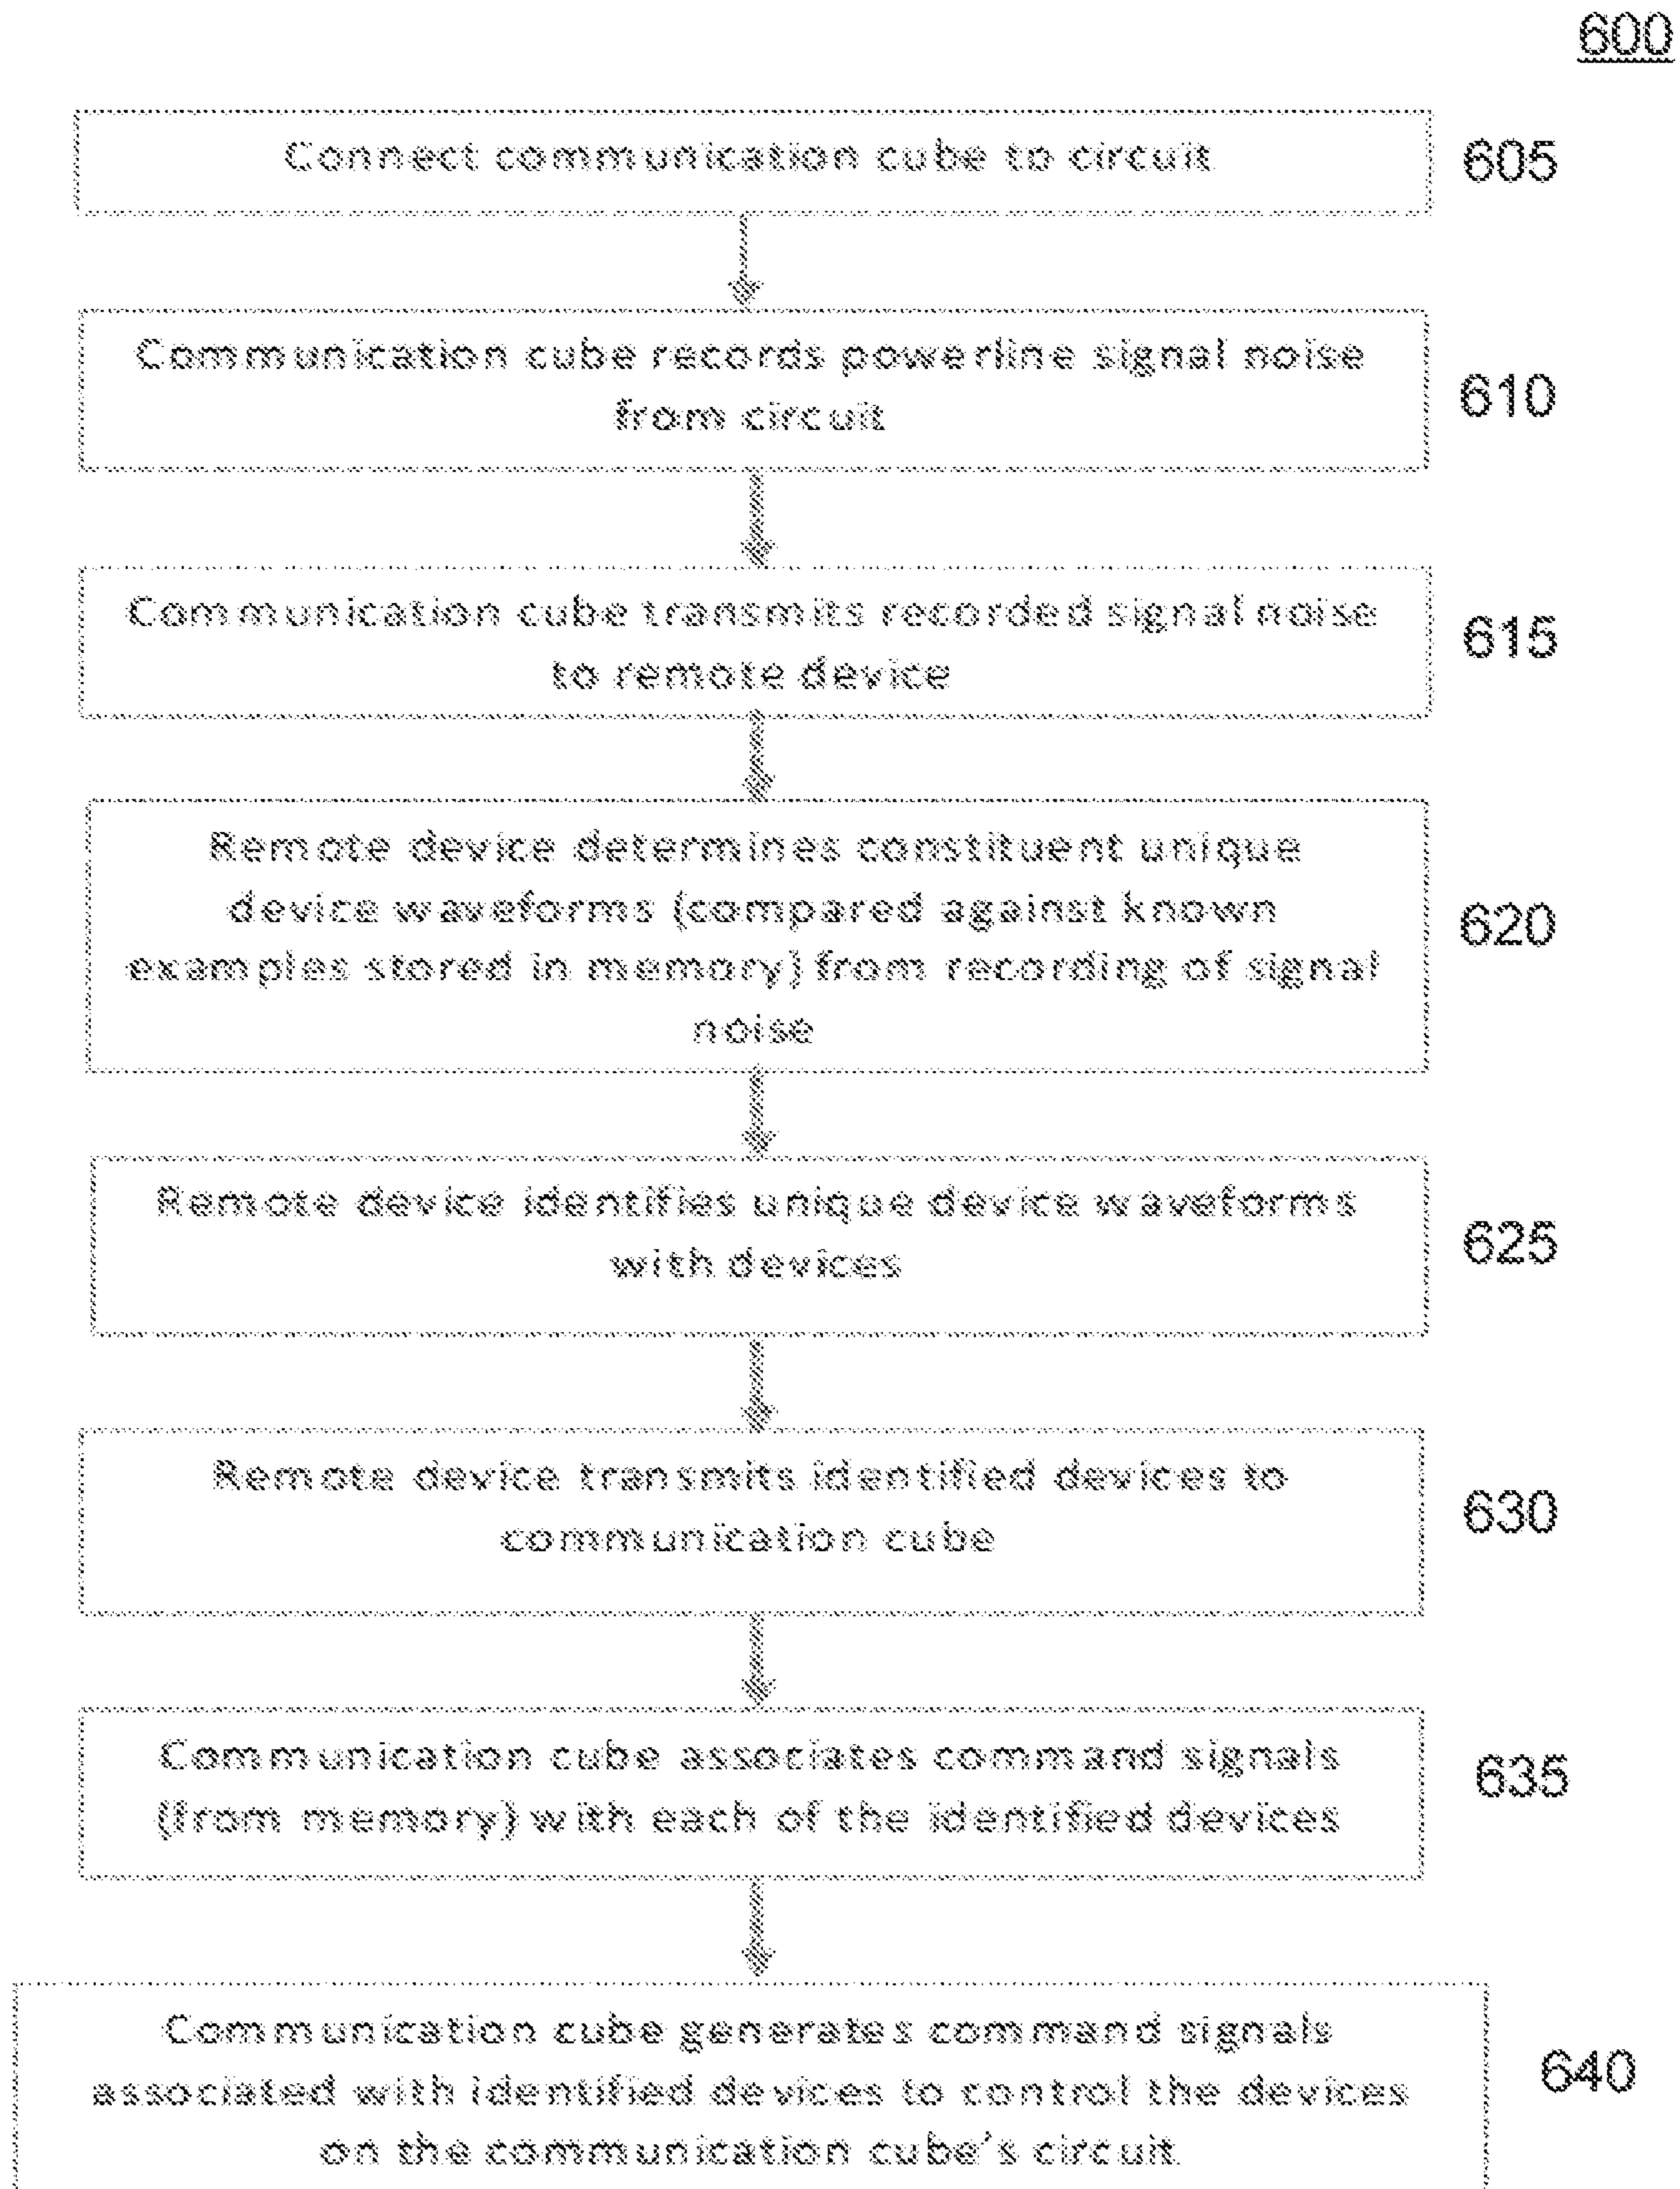 600
Connect communication cube to circuit
605
Communication cube records powerline signal noise
from circuit
610
Communication cube transmits recorded signal noise
to remote device
615
Remote device determines constituent unique
device waveforms (compared against known
examples stored in memory) from recording of signal
noise
620
Remote device identifies unique device waveforms
with devices
625
Remote device transmits identified devices to
communication cube
630
Communication cube associates command signals
(from memory) with each of the identified devices
635
Communication cube generates command signals
associated with identified devices to control the devices
on the communication cube's circuit
640